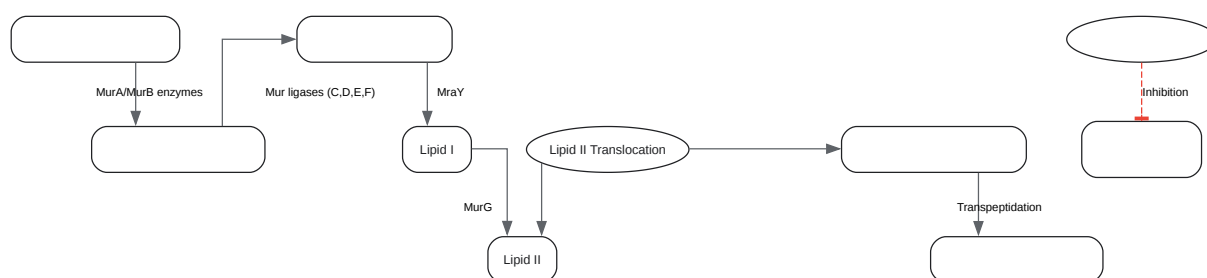 MurA/MurB enzymes
Mur ligases (C,D,E,F)
MraY
Inhibition
Lipid I
Lipid II Translocation
MurG
Transpeptidation
Lipid II